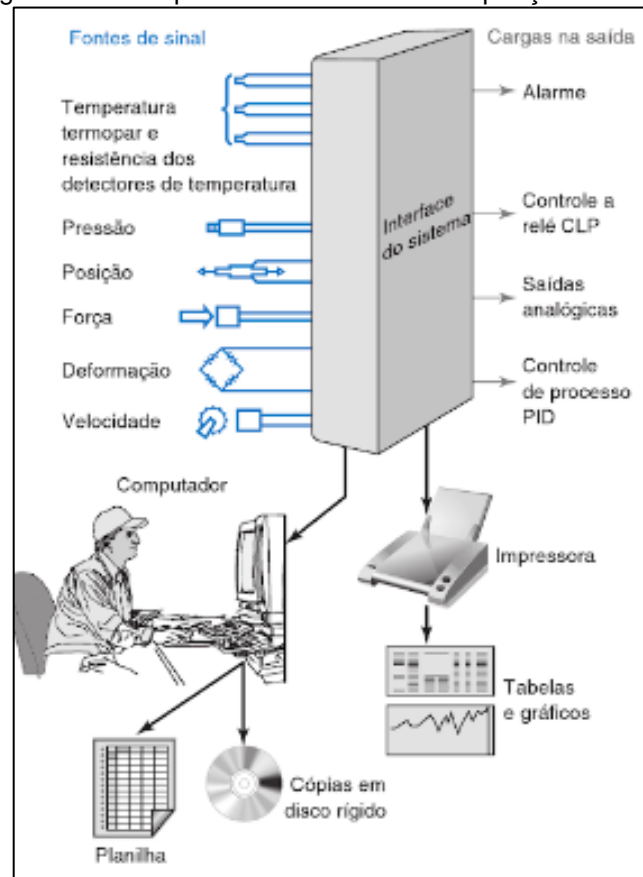 Fontes de sinal
Cargas na saída
Temperatura
termopar e
resistência dos
detectores de temperatura
Pressão
Posição
Força
Deformação
Velocidade
Interface
do sistema
Alarme
Controle a
relé CLP
Saídas
analógicas
Controle
de processo
PID
Computador
Impressora
Tabelas
e gráficos
Cópias em
disco rígido
Planilha